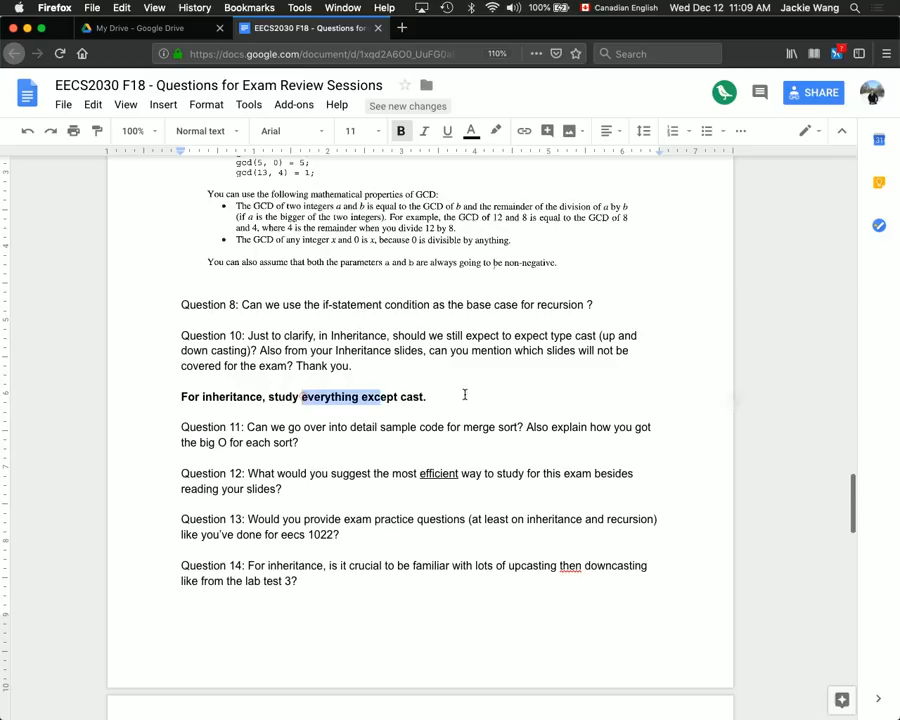 Firefox File Edit View History Bookmarks Tools Window Help 100% Canadian English Wed Dec 12 11:09 AM Jackie Wang
My Drive - Google Drive EECS2030 F18 - Questions for
https://docs.google.com/document/d/1xqd2A6O0_UuFG0a 110% Search
EECS2030 F18 - Questions for Exam Review Sessions
File Edit View Insert Format Tools Add-ons Help See new changes
SHARE
100% Normal text Arial 11 B I U A
1 1 2 3 4 5 6 7
gcd(5, 0) = 5;
gcd(13, 4) = 1;
You can use the following mathematical properties of GCD:
• The GCD of two integers a and b is equal to the GCD of b and the remainder of the division of a by b
(if a is the bigger of the two integers). For example, the GCD of 12 and 8 is equal to the GCD of 8
and 4, where 4 is the remainder when you divide 12 by 8.
• The GCD of any integer x and 0 is x, because 0 is divisible by anything.
You can also assume that both the parameters a and b are always going to be non-negative.
Question 8: Can we use the if-statement condition as the base case for recursion ?
Question 10: Just to clarify, in Inheritance, should we still expect to expect type cast (up and
down casting)? Also from your Inheritance slides, can you mention which slides will not be
covered for the exam? Thank you.
For inheritance, study everything except cast.
Question 11: Can we go over into detail sample code for merge sort? Also explain how you got
the big O for each sort?
Question 12: What would you suggest the most efficient way to study for this exam besides
reading your slides?
Question 13: Would you provide exam practice questions (at least on inheritance and recursion)
like you've done for eecs 1022?
Question 14: For inheritance, is it crucial to be familiar with lots of upcasting then downcasting
like from the lab test 3?